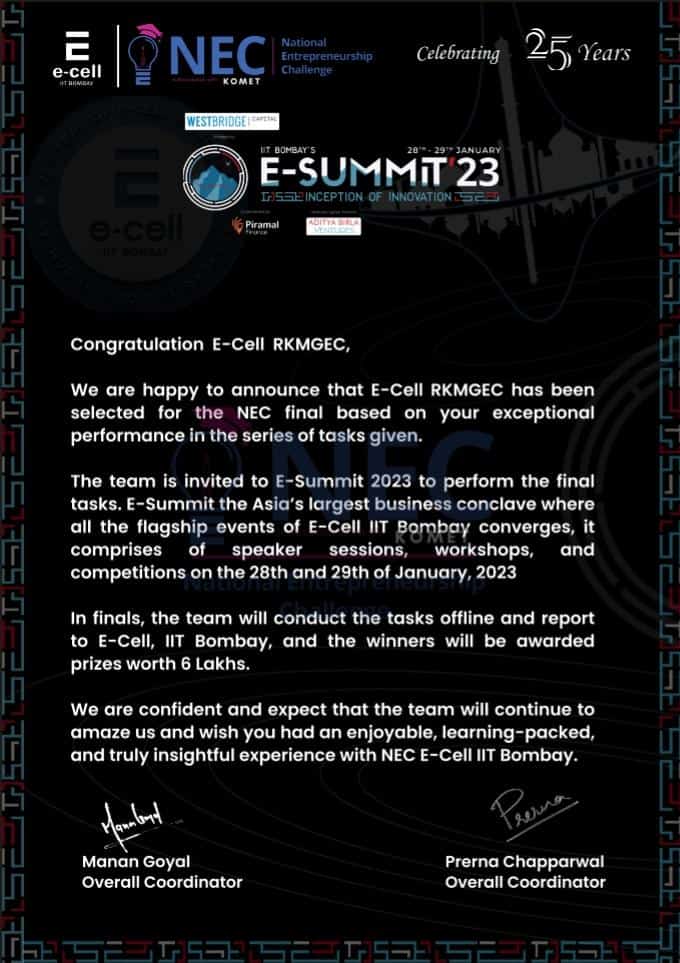 e-cell
IIT BOMBAY
NEC
KOMET
National
Entrepreneurship
Challenge
Celebrating 25 Years
WESTBRIDGE CAPITAL
IIT BOMBAY'S 28TH - 29TH JANUARY
E-SUMMIT'23
INCEPTION OF INNOVATION
Piramal
Finance
ADITYA BIRLA
VENTURES
e-cell
IIT BOMBAY
Congratulation E-Cell RKMGEC,
We are happy to announce that E-Cell RKMGEC has been
selected for the NEC final based on your exceptional
performance in the series of tasks given.
The team is invited to E-Summit 2023 to perform the final
tasks. E-Summit the Asia's largest business conclave where
all the flagship events of E-Cell IIT Bombay converges, it
comprises of speaker sessions, workshops, and
competitions on the 28th and 29th of January, 2023
In finals, the team will conduct the tasks offline and report
to E-Cell, IIT Bombay, and the winners will be awarded
prizes worth 6 Lakhs.
We are confident and expect that the team will continue to
amaze us and wish you had an enjoyable, learning-packed,
and truly insightful experience with NEC E-Cell IIT Bombay.
NEC
KOMET
National Entrepreneurship
Challenge
Prerna
Manan Goyal
Overall Coordinator
Prerna Chapparwal
Overall Coordinator